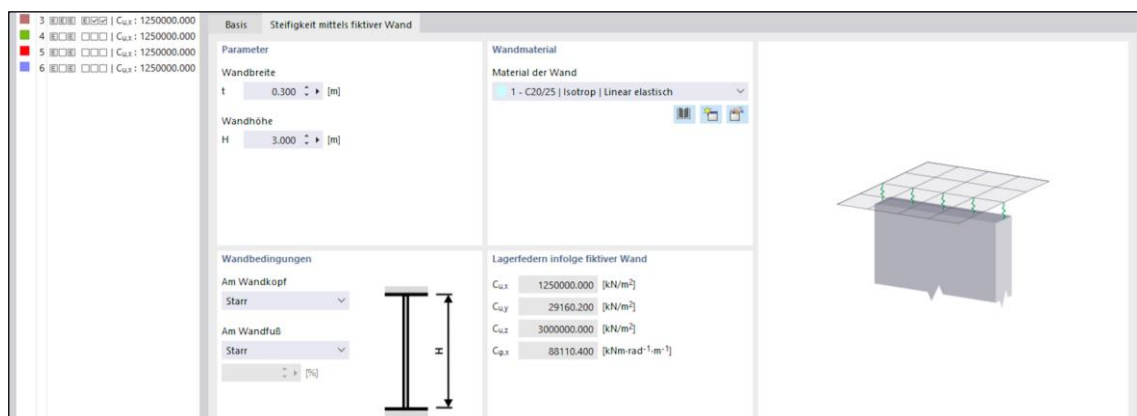 3 | Cu,x : 1250000.000
4 | Cu,x : 1250000.000
5 | Cu,x : 1250000.000
6 | Cu,x : 1250000.000
Basis
Steifigkeit mittels fiktiver Wand
Parameter
Wandbreite
t 0.300 [m]
Wandhöhe
H 3.000 [m]
Wandmaterial
Material der Wand
1 - C20/25 | Isotrop | Linear elastisch
Wandbedingungen
Am Wandkopf
Starr
Am Wandfuß
Starr
[%]
H
Lagerfedern infolge fiktiver Wand
Cu,x 1250000.000 [kN/m²]
Cu,y 29160.200 [kN/m²]
Cu,z 3000000.000 [kN/m²]
Cφ,x 88110.400 [kNm·rad⁻¹·m⁻¹]